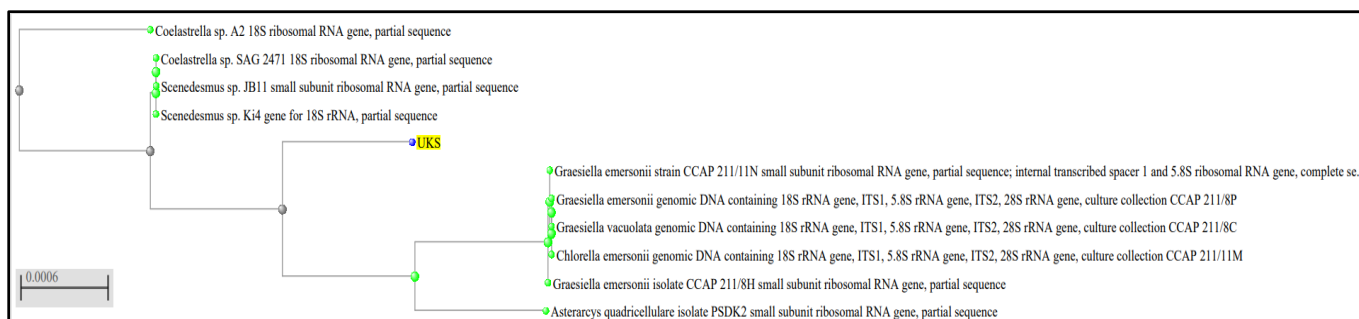 Coelastrella sp. A2 18S ribosomal RNA gene, partial sequence
Coelastrella sp. SAG 2471 18S ribosomal RNA gene, partial sequence
Scenedesmus sp. JB11 small subunit ribosomal RNA gene, partial sequence
Scenedesmus sp. Ki4 gene for 18S rRNA, partial sequence
UKS
Graesiella emersonii strain CCAP 211/11N small subunit ribosomal RNA gene, partial sequence; internal transcribed spacer 1 and 5.8S ribosomal RNA gene, complete se.
Graesiella emersonii genomic DNA containing 18S rRNA gene, ITS1, 5.8S rRNA gene, ITS2, 28S rRNA gene, culture collection CCAP 211/8P
Graesiella vacuolata genomic DNA containing 18S rRNA gene, ITS1, 5.8S rRNA gene, ITS2, 28S rRNA gene, culture collection CCAP 211/8C
Chlorella emersonii genomic DNA containing 18S rRNA gene, ITS1, 5.8S rRNA gene, ITS2, 28S rRNA gene, culture collection CCAP 211/11M
0.0006
Graesiella emersonii isolate CCAP 211/8H small subunit ribosomal RNA gene, partial sequence
Asterarcys quadricellulare isolate PSDK2 small subunit ribosomal RNA gene, partial sequence